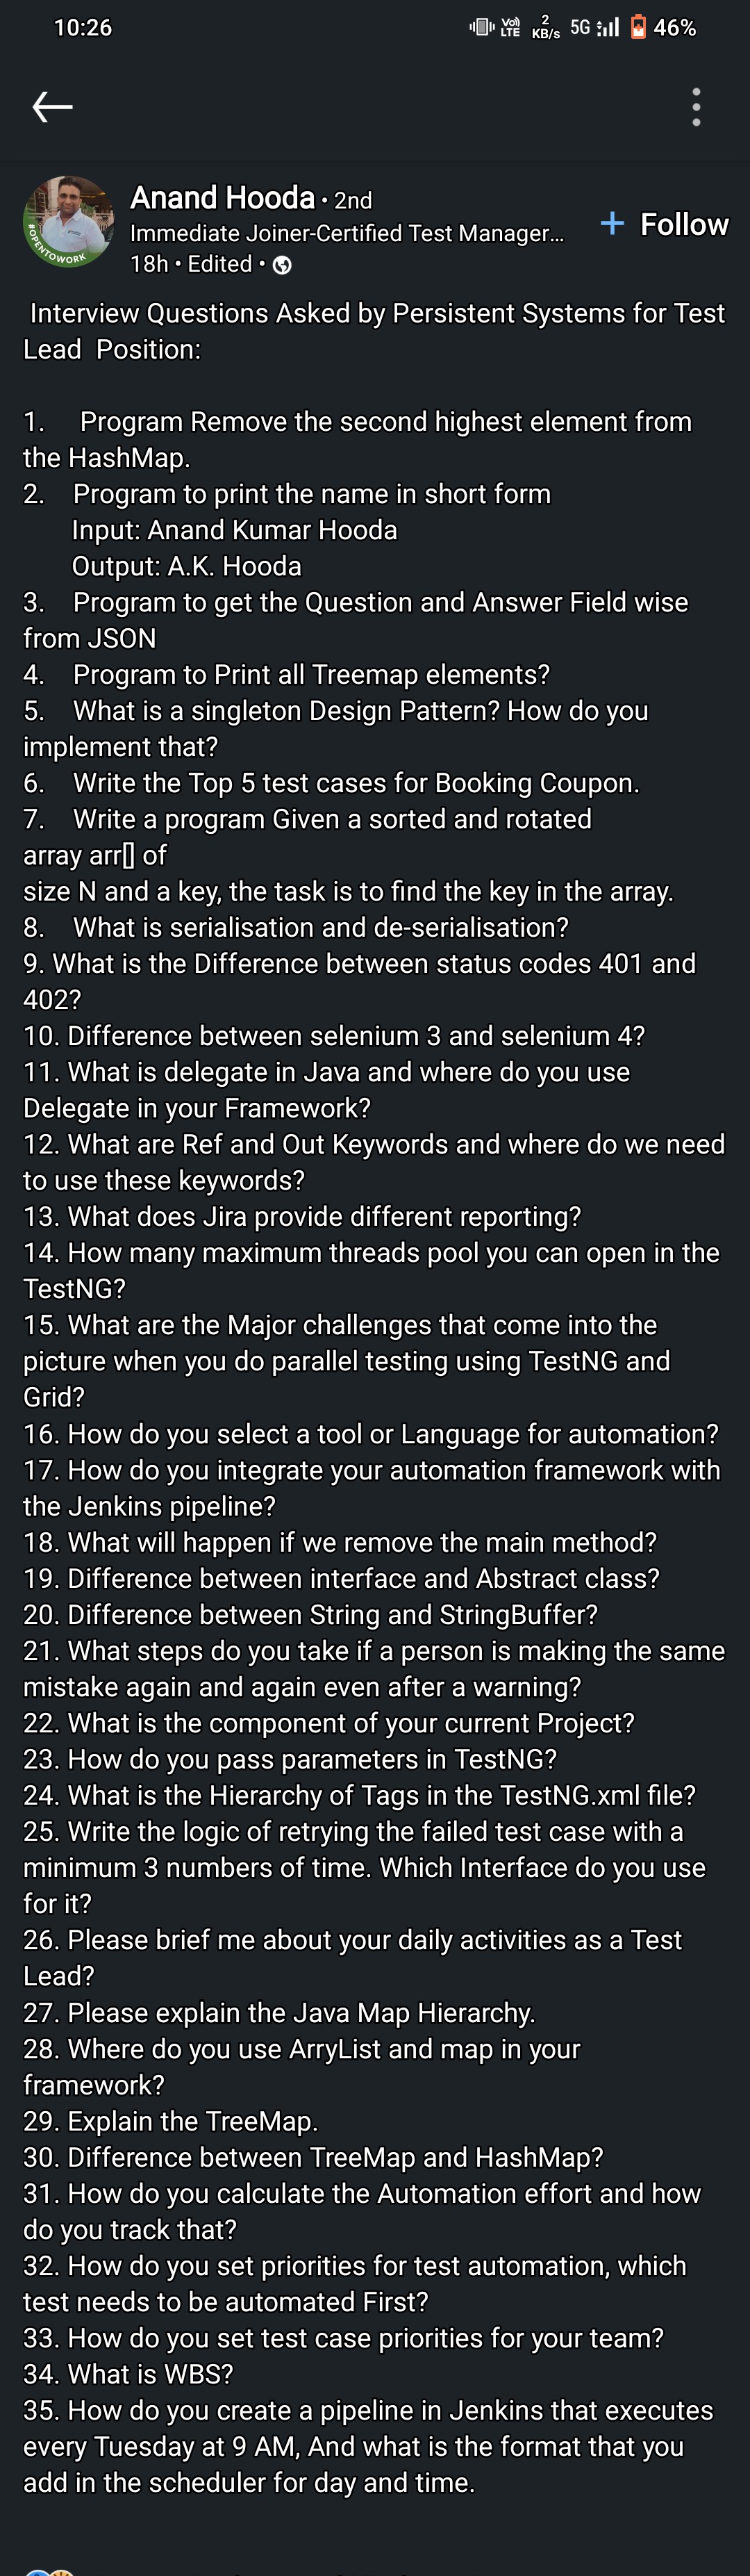 10:26
Vo)) LTE 2 KB/s 5G 46%
Anand Hooda • 2nd
Immediate Joiner-Certified Test Manager...
18h • Edited •
+ Follow
#OPENTOWORK
Interview Questions Asked by Persistent Systems for Test
Lead  Position:
1. Program Remove the second highest element from
the HashMap.
2. Program to print the name in short form
Input: Anand Kumar Hooda
Output: A.K. Hooda
3. Program to get the Question and Answer Field wise
from JSON
4. Program to Print all Treemap elements?
5. What is a singleton Design Pattern? How do you
implement that?
6. Write the Top 5 test cases for Booking Coupon.
7. Write a program Given a sorted and rotated
array arr[] of
size N and a key, the task is to find the key in the array.
8. What is serialisation and de-serialisation?
9. What is the Difference between status codes 401 and
402?
10. Difference between selenium 3 and selenium 4?
11. What is delegate in Java and where do you use
Delegate in your Framework?
12. What are Ref and Out Keywords and where do we need
to use these keywords?
13. What does Jira provide different reporting?
14. How many maximum threads pool you can open in the
TestNG?
15. What are the Major challenges that come into the
picture when you do parallel testing using TestNG and
Grid?
16. How do you select a tool or Language for automation?
17. How do you integrate your automation framework with
the Jenkins pipeline?
18. What will happen if we remove the main method?
19. Difference between interface and Abstract class?
20. Difference between String and StringBuffer?
21. What steps do you take if a person is making the same
mistake again and again even after a warning?
22. What is the component of your current Project?
23. How do you pass parameters in TestNG?
24. What is the Hierarchy of Tags in the TestNG.xml file?
25. Write the logic of retrying the failed test case with a
minimum 3 numbers of time. Which Interface do you use
for it?
26. Please brief me about your daily activities as a Test
Lead?
27. Please explain the Java Map Hierarchy.
28. Where do you use ArryList and map in your
framework?
29. Explain the TreeMap.
30. Difference between TreeMap and HashMap?
31. How do you calculate the Automation effort and how
do you track that?
32. How do you set priorities for test automation, which
test needs to be automated First?
33. How do you set test case priorities for your team?
34. What is WBS?
35. How do you create a pipeline in Jenkins that executes
every Tuesday at 9 AM, And what is the format that you
add in the scheduler for day and time.